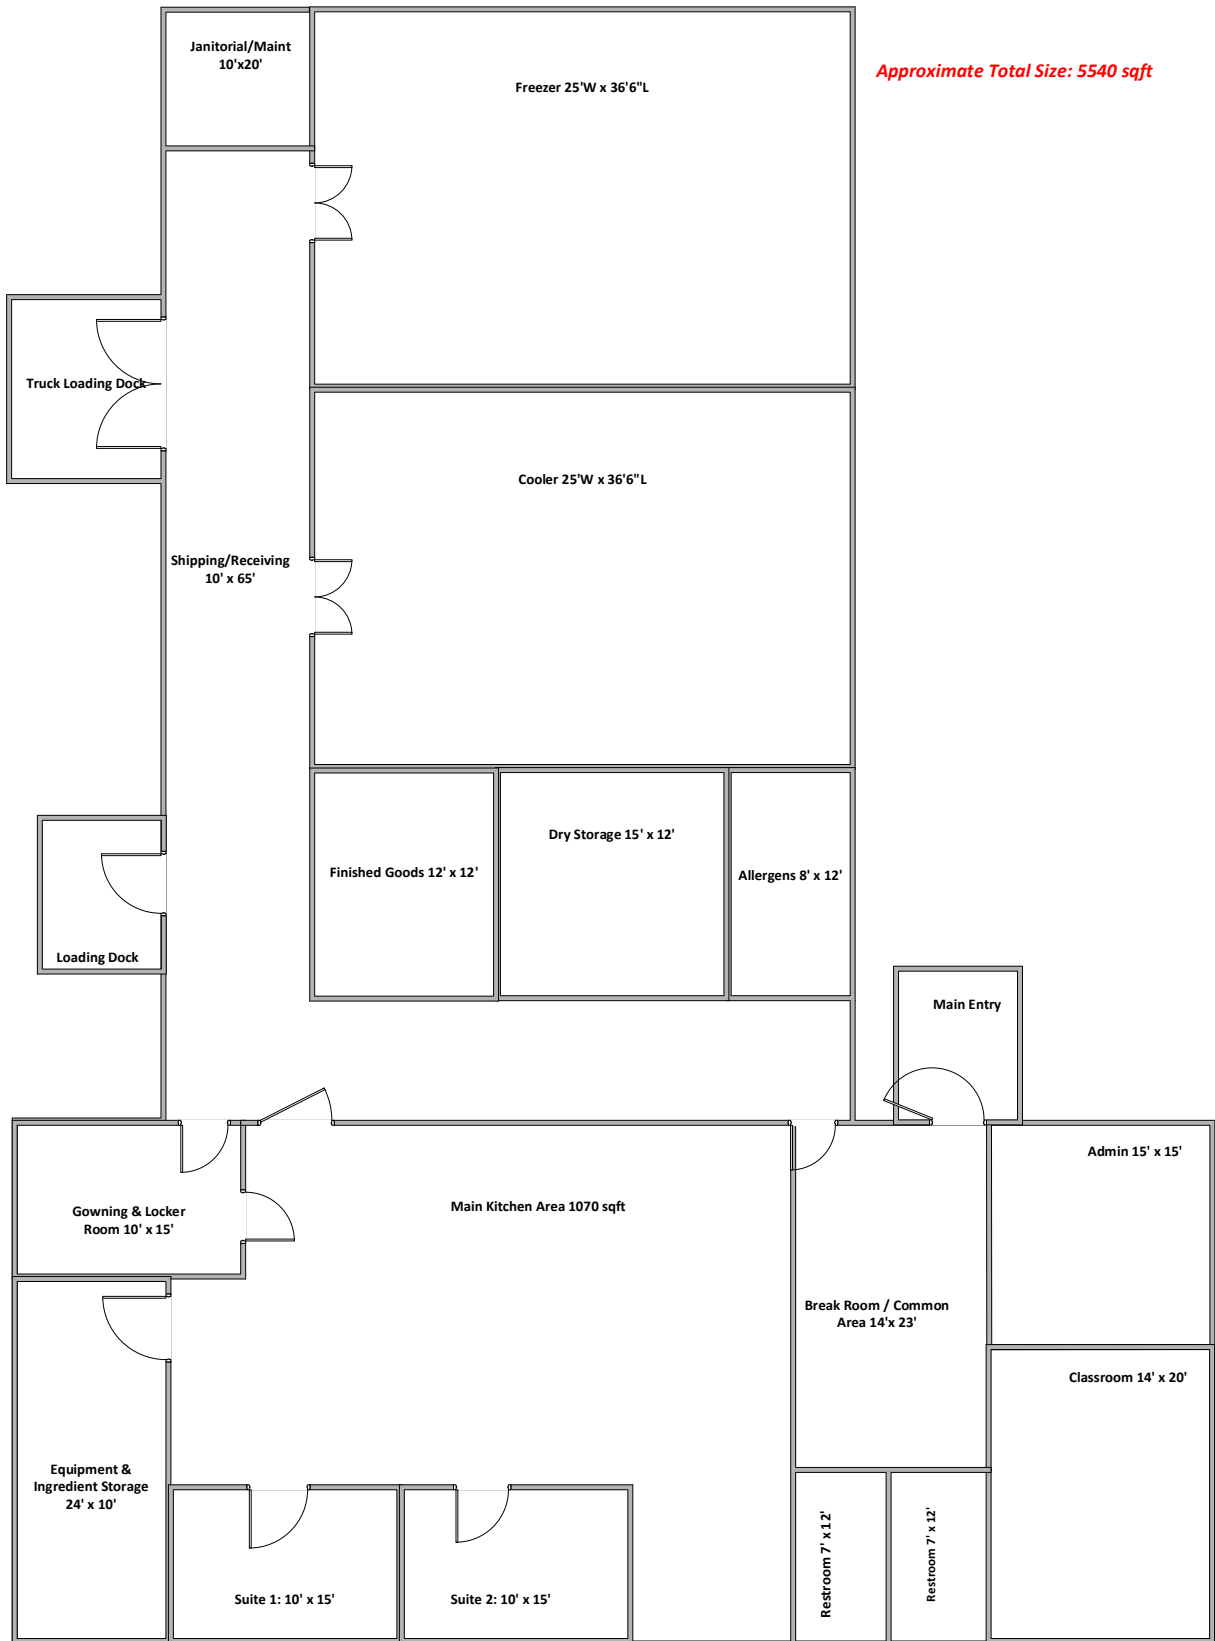 Janitorial/Maint
10'x20'
Freezer 25'W x 36'6"L
Approximate Total Size: 5540 sqft
Truck Loading Dock
Cooler 25'W x 36'6"L
Shipping/Receiving
10' x 65'
Dry Storage 15' x 12'
Finished Goods 12' x 12'
Allergens 8' x 12'
Loading Dock
Main Entry
Admin 15' x 15'
Gowning & Locker
Room 10' x 15'
Main Kitchen Area 1070 sqft
Break Room / Common
Area 14'x 23'
Classroom 14' x 20'
Equipment &
Ingredient Storage
24' x 10'
Suite 1: 10' x 15'
Suite 2: 10' x 15'
Restroom 7' x 12'
Restroom 7' x 12'